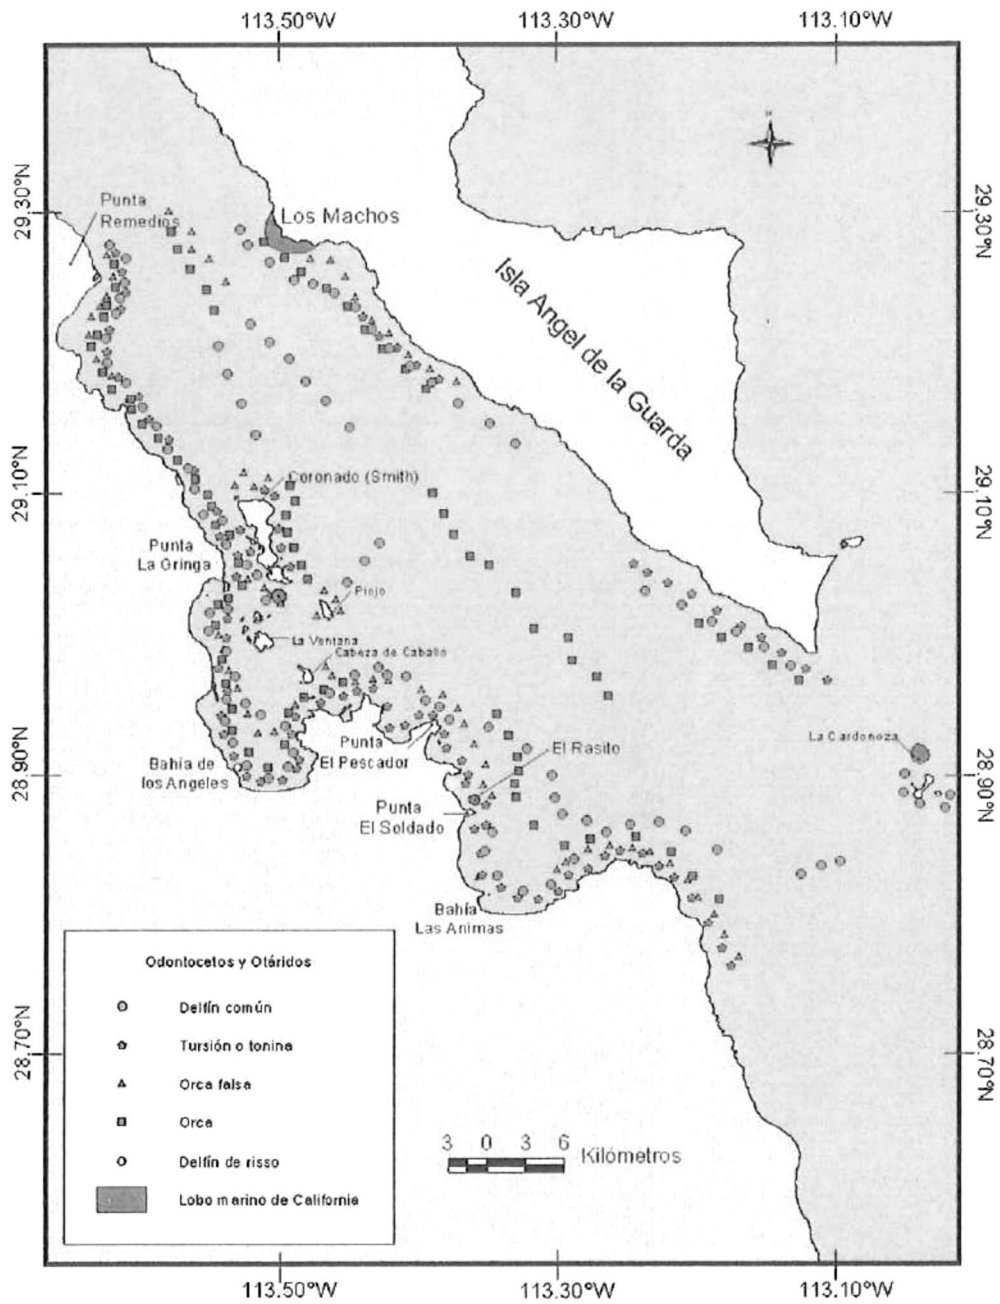 113.50°W
113.30°W
113.10°W
29.30°N
29.30°N
Punta
Remedios
Los Machos
Isla Angel de la Guarda
29.10°N
29.10°N
Coronado (Smith)
Punta
La Gringa
Piojo
La Ventana
Cabeza de Caballo
28.90°N
28.90°N
La Cardonoza
El Rasito
Punta
El Pescador
Bahía de
los Angeles
Punta
El Soldado
Bahía
Las Animas
Odontocetos y Otáridos
Delfín común
Tursión o tonina
Orca falsa
Orca
Delfín de risso
Lobo marino de California
28.70°N
28.70°N
3 0 3 6
Kilómetros
113.50°W
113.30°W
113.10°W